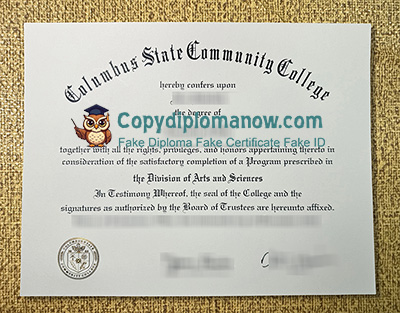 Columbus State Community College
hereby confers upon
the degree of
Copydipromanow.com
Fake Diploma Fake Certificate Fake ID
together with all the rights, privileges, and honors appertaining thereto in
consideration of the satisfactory completion of a Program prescribed in
the Division of Arts and Sciences
In Testimony Whereof, the seal of the College and the
signatures as authorized by the Board of Trustees are hereunto affixed.